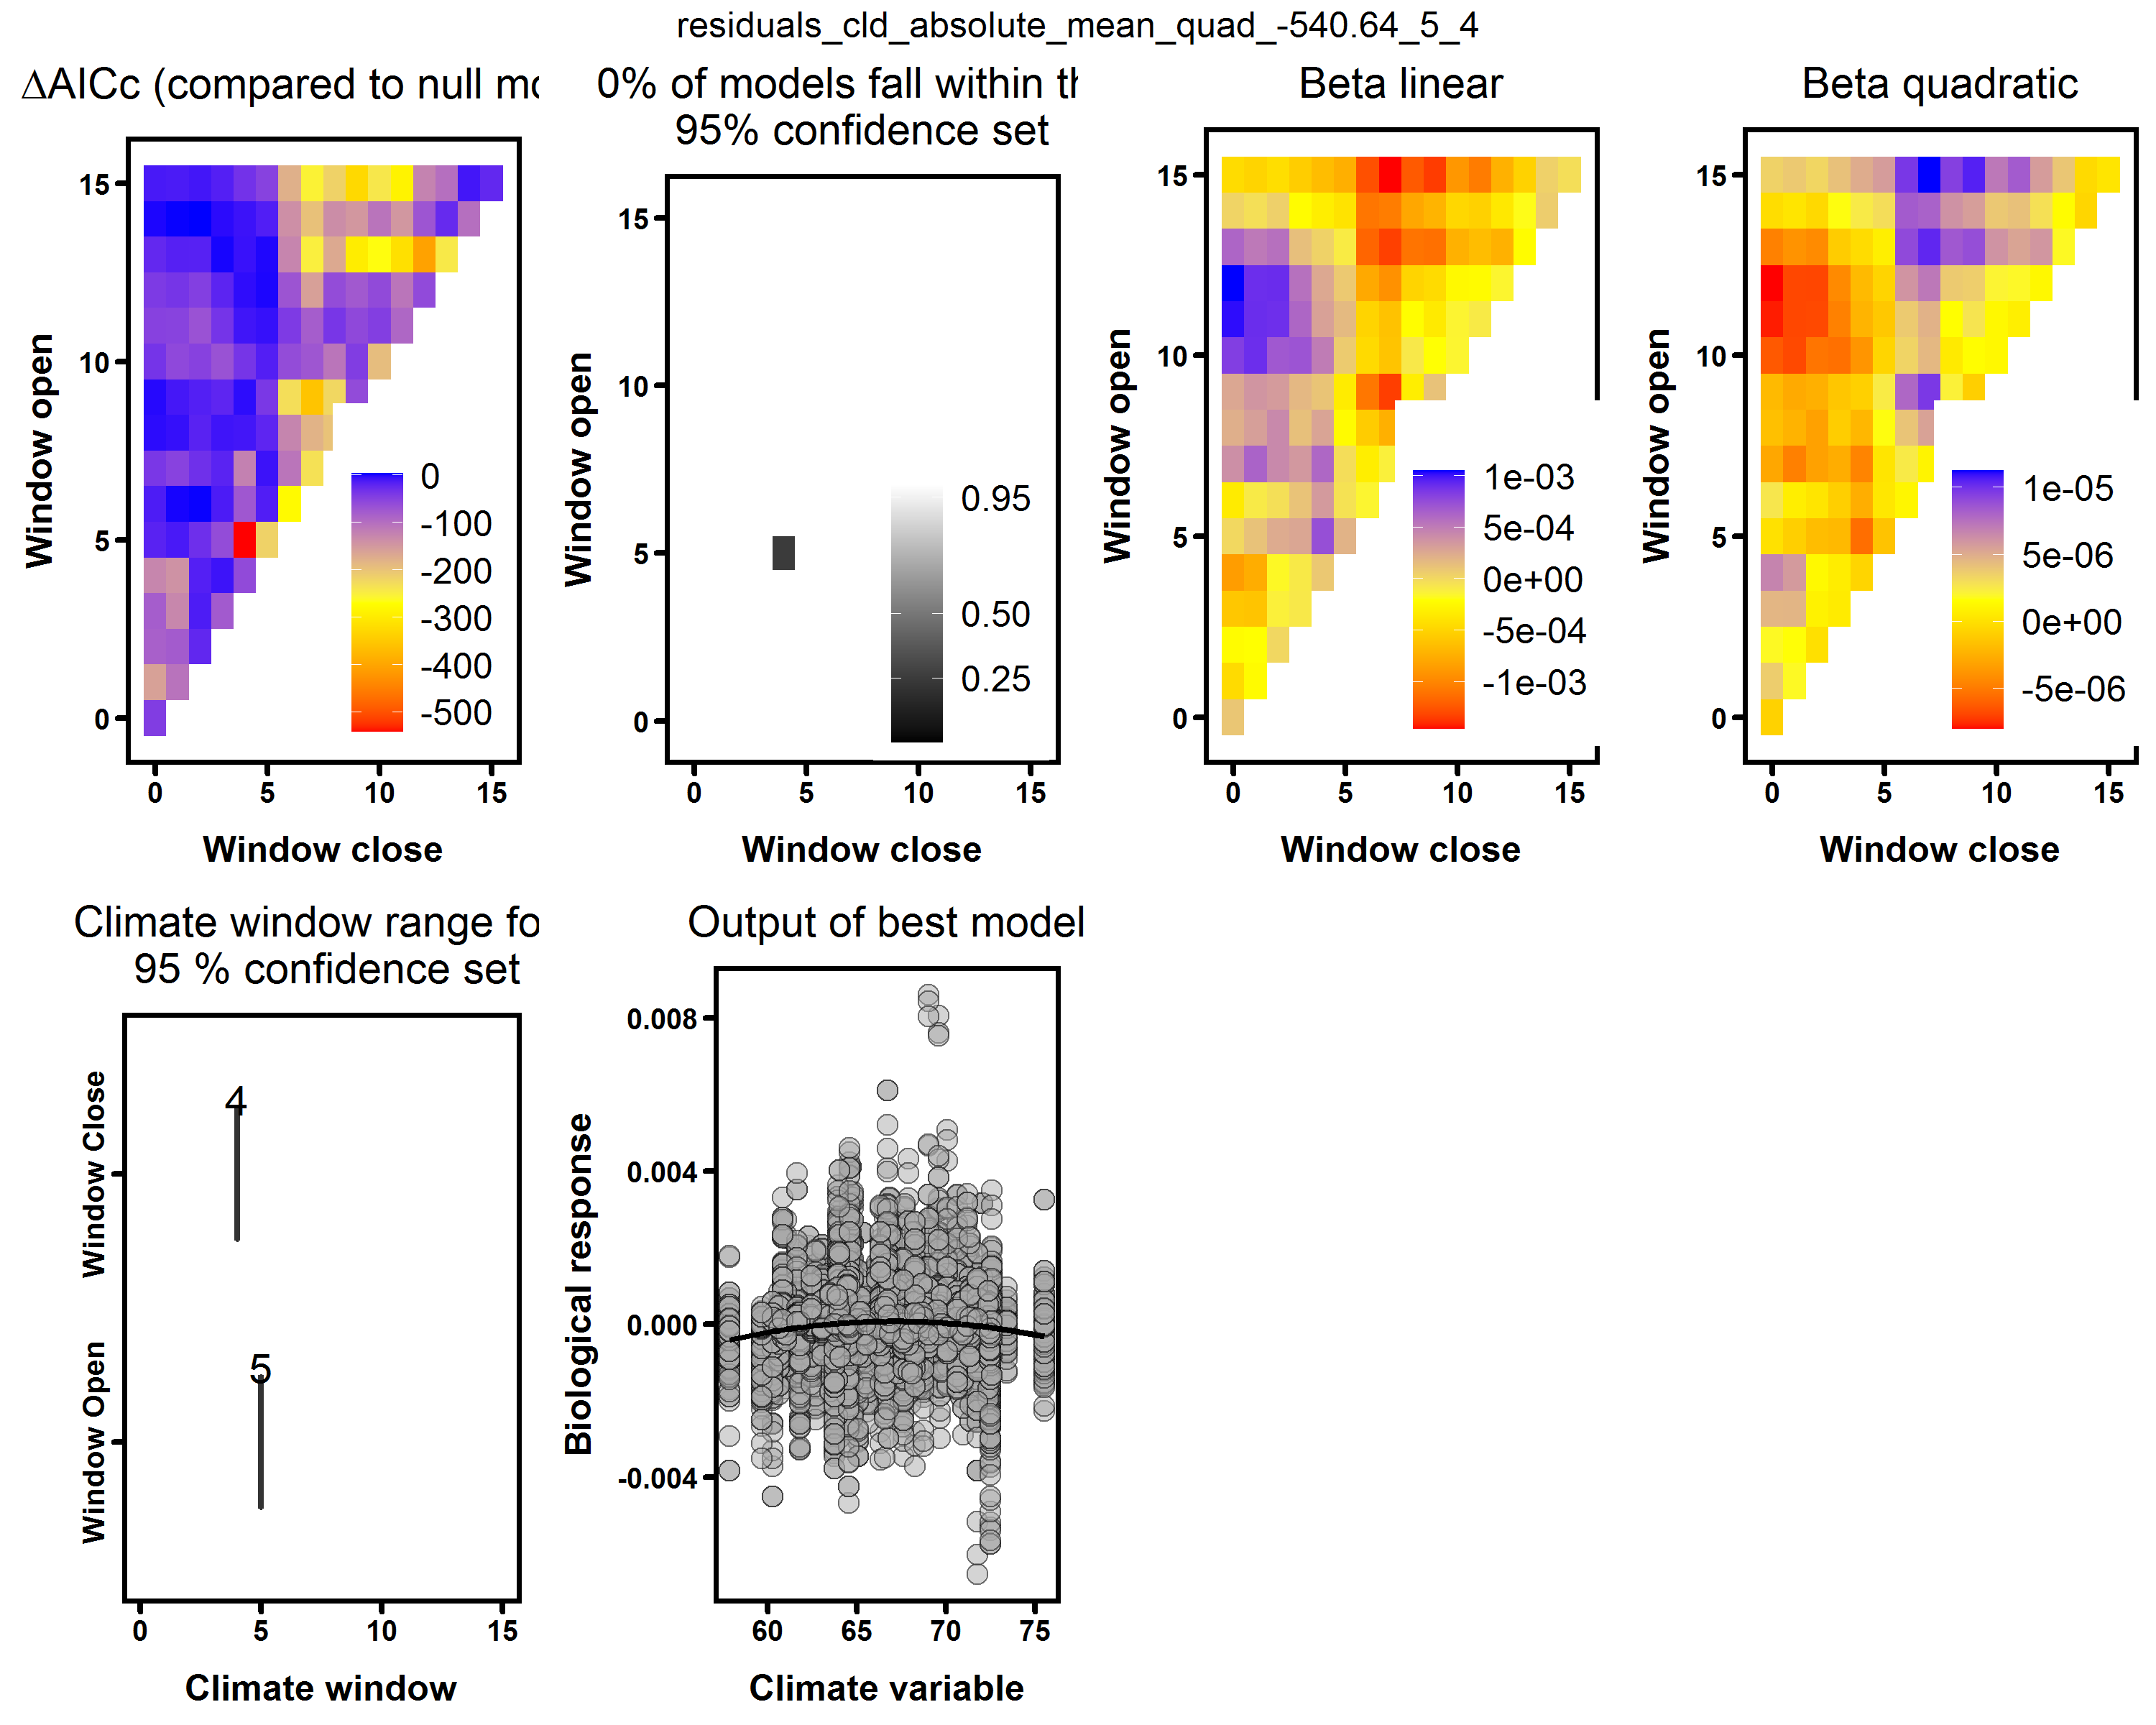 residuals_cld_absolute_mean_quad_-540.64_5_4
ΔAICc (compared to null mo
15
10
5
0
Window open
0
-100
-200
-300
-400
-500
0
5
10
15
Window close
0% of models fall within th
95% confidence set
15
10
5
0
Window open
0.95
0.50
0.25
0
5
10
15
Window close
Beta linear
15
10
5
0
Window open
1e-03
5e-04
0e+00
-5e-04
-1e-03
0
5
10
15
Window close
Beta quadratic
15
10
5
0
Window open
1e-05
5e-06
0e+00
-5e-06
0
5
10
15
Window close
Climate window range fo
95 % confidence set
Window Close
Window Open
4
5
0
5
10
15
Climate window
Output of best model
0.008
0.004
0.000
-0.004
Biological response
60
65
70
75
Climate variable